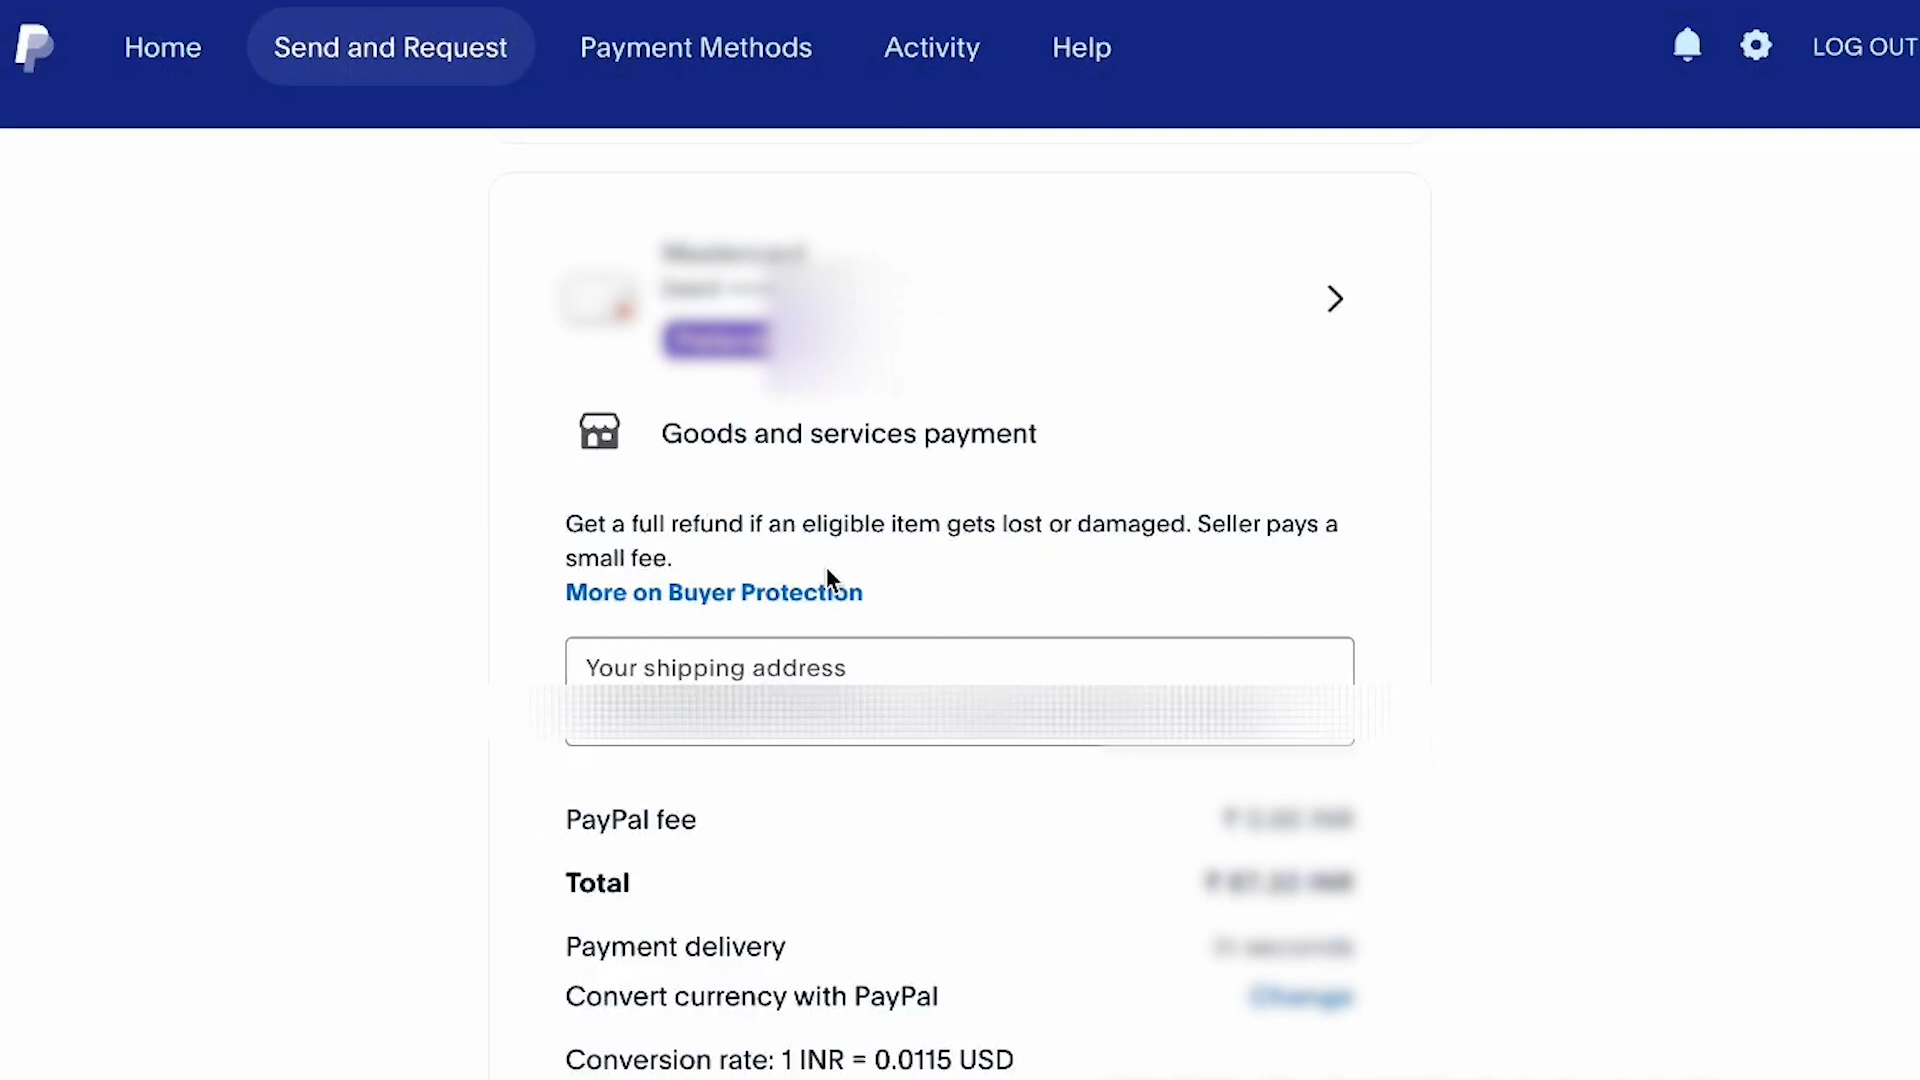 Home Send and Request Payment Methods Activity Help LOG OUT
Goods and services payment
Get a full refund if an eligible item gets lost or damaged. Seller pays a
small fee.
More on Buyer Protection
Your shipping address
PayPal fee
Total
Payment delivery
Convert currency with PayPal
Conversion rate: 1 INR = 0.0115 USD